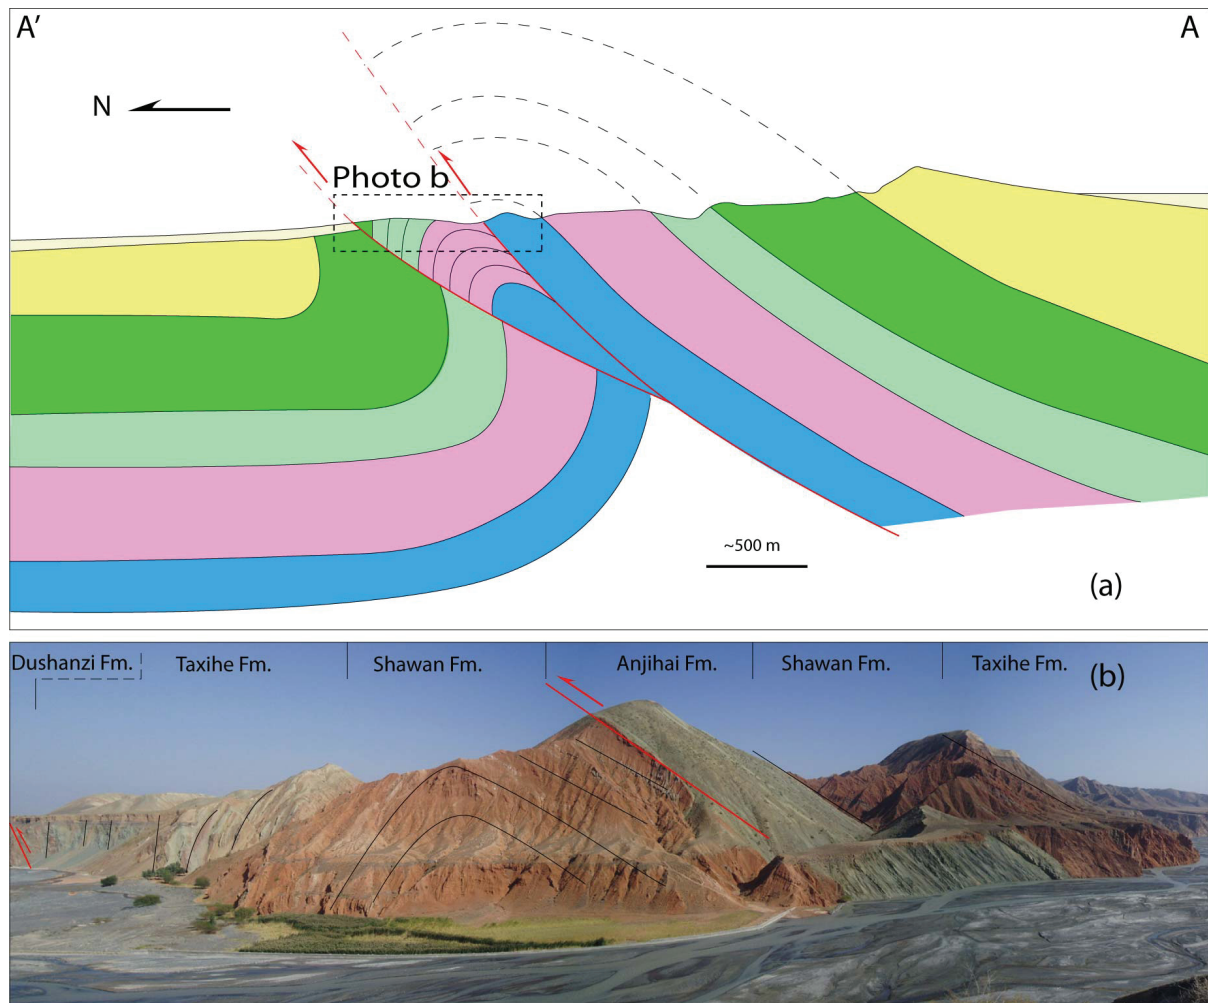 A’
A
N
Photo b
~500 m
(a)
Dushanzi Fm.
Taxihe Fm.
Shawan Fm.
Anjihai Fm.
Shawan Fm.
Taxihe Fm.
(b)